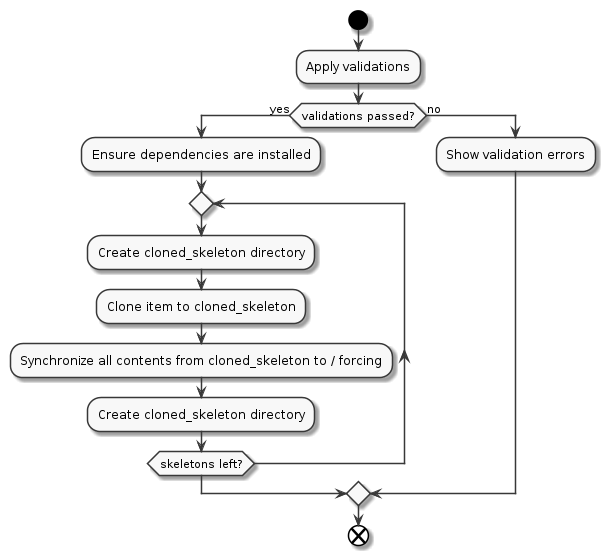 Apply validations
yes
validations passed?
no
Ensure dependencies are installed
Show validation errors
Create cloned_skeleton directory
Clone item to cloned_skeleton
Synchronize all contents from cloned_skeleton to / forcing
Create cloned_skeleton directory
skeletons left?